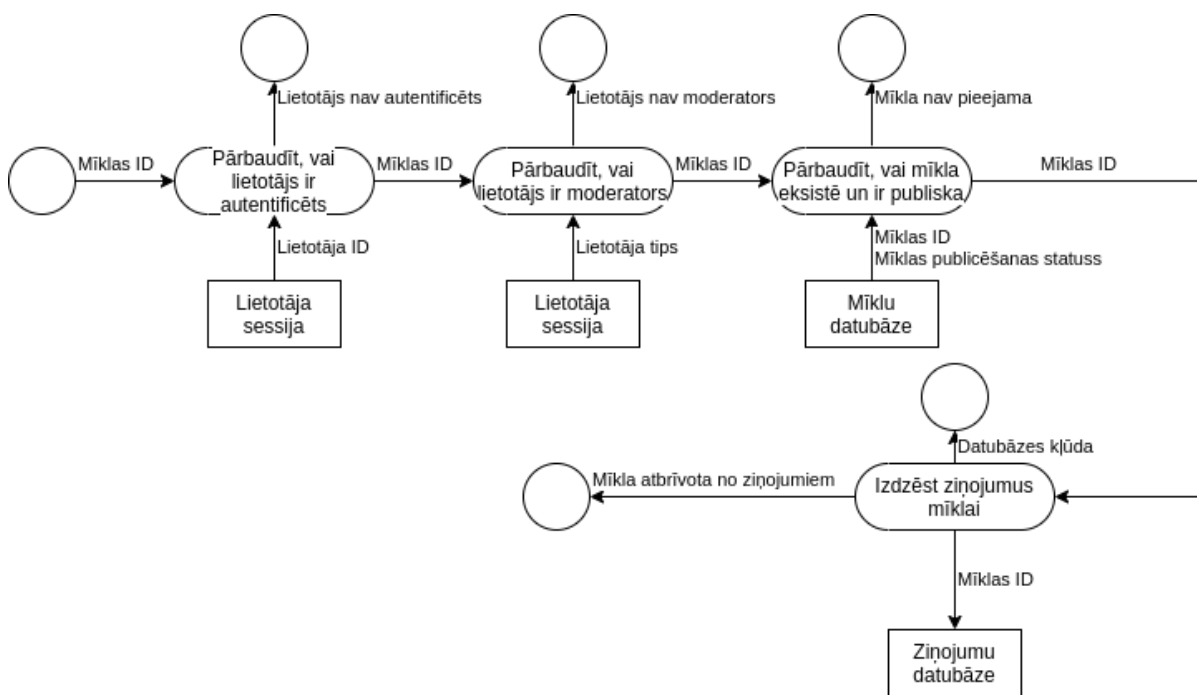 Lietotājs nav autentificēts
Lietotājs nav moderators
Mīkla nav pieejama
Mīklas ID
Pārbaudīt, vai
lietotājs ir
autentificēts
Mīklas ID
Pārbaudīt, vai
lietotājs ir moderators
Mīklas ID
Pārbaudīt, vai mīkla
eksistē un ir publiska
Mīklas ID
Lietotāja ID
Lietotāja tips
Mīklas ID
Mīklas publicēšanas statuss
Lietotāja
sessija
Lietotāja
sessija
Mīklu
datubāze
Datubāzes kļūda
Mīkla atbrīvota no ziņojumiem
Izdzēst ziņojumus
mīklai
Mīklas ID
Ziņojumu
datubāze